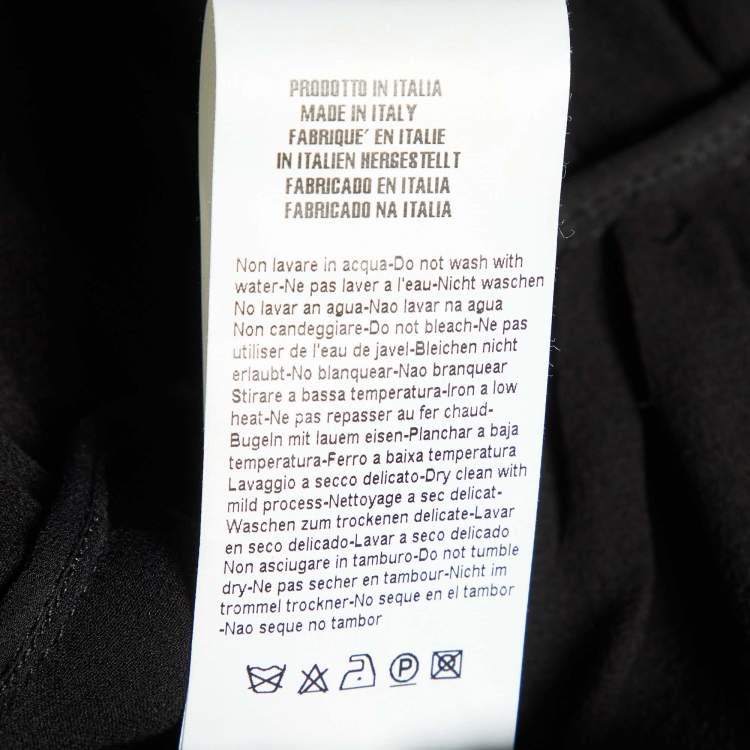 PRODOTTO IN ITALIA
MADE IN ITALY
FABRIQUE' EN ITALIE
IN ITALIEN HERGESTELLT
FABRICADO EN ITALIA
FABRICADO NA ITALIA
Non lavare in acqua-Do not wash with
water-Ne pas laver a l'eau-Nicht waschen
No lavar an agua-Nao lavar na agua
Non candeggiare-Do not bleach-Ne pas
utiliser de l'eau de javel-Bleichen nicht
erlaubt-No blanquear-Nao branquear
Stirare a bassa temperatura-Iron a low
heat-Ne pas repasser au fer chaud-
Bugeln mit lauem eisen-Planchar a baja
temperatura-Ferro a baixa temperatura
Lavaggio a secco delicato-Dry clean with
mild process-Nettoyage a sec delicat-
Waschen zum trockenen delicate-Lavar
en seco delicado-Lavar a seco delicado
Non asciugare in tamburo-Do not tumble
dry-Ne pas secher en tambour-Nicht im
trommel trockner-No seque en el tambor
-Nao seque no tambor
P